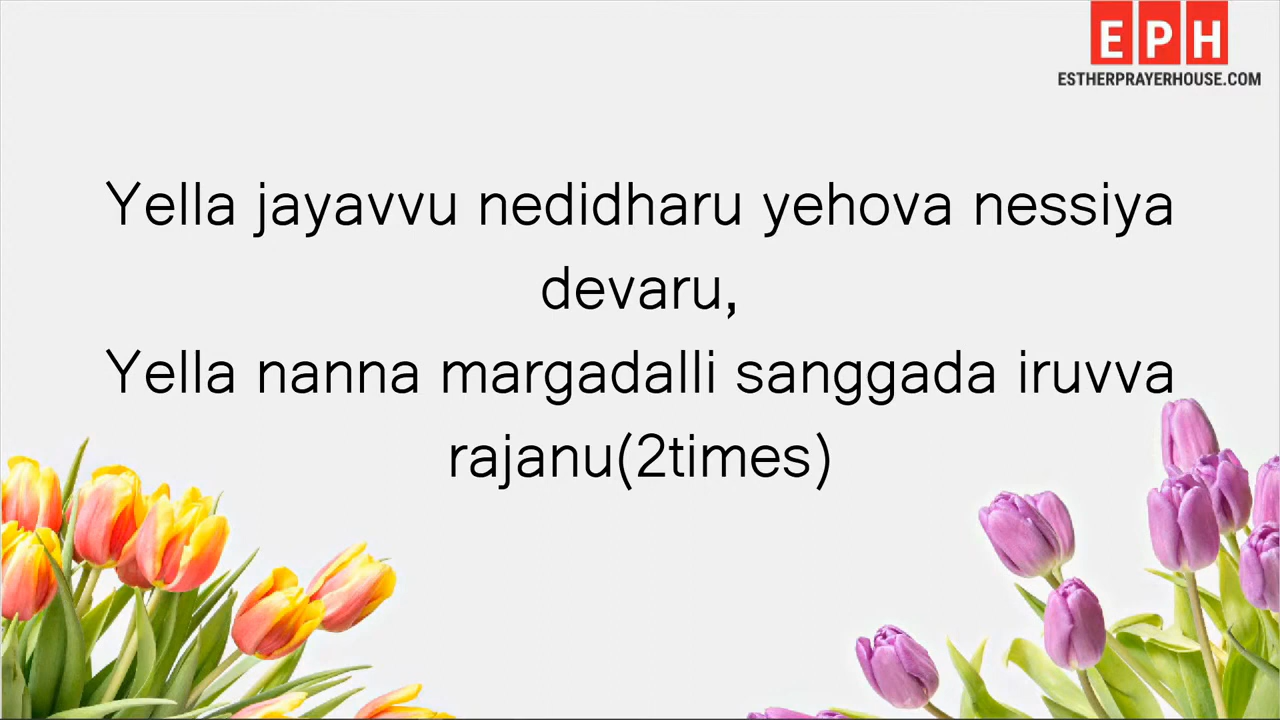 EPH
ESTHERPRAYERHOUSE.COM
Yella jayavvu nedidharu yehova nessiya
devaru,
Yella nanna margadalli sanggada iruvva
rajanu(2times)